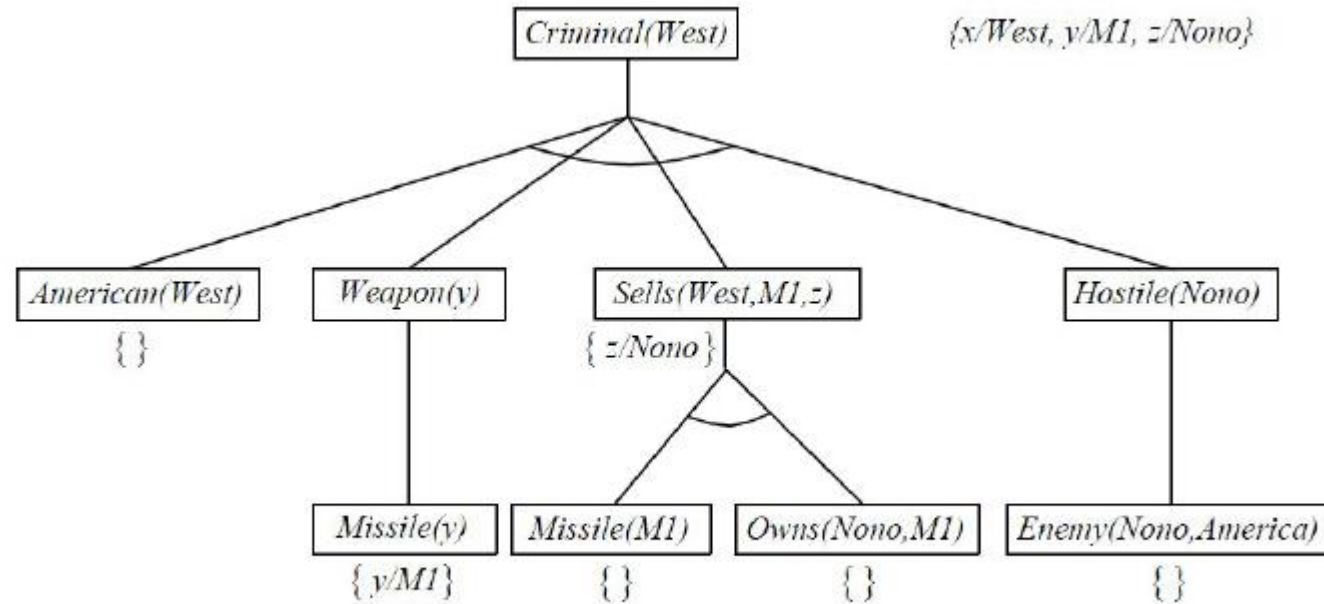 Criminal(West)
{x/West, y/M1, z/Nono}
American(West)
Weapon(y)
Sells(West,M1,z)
Hostile(Nono)
{ }
{ z/Nono }
Missile(y)
Missile(M1)
Owns(Nono,M1)
Enemy(Nono,America)
{ y/M1}
{ }
{ }
{ }